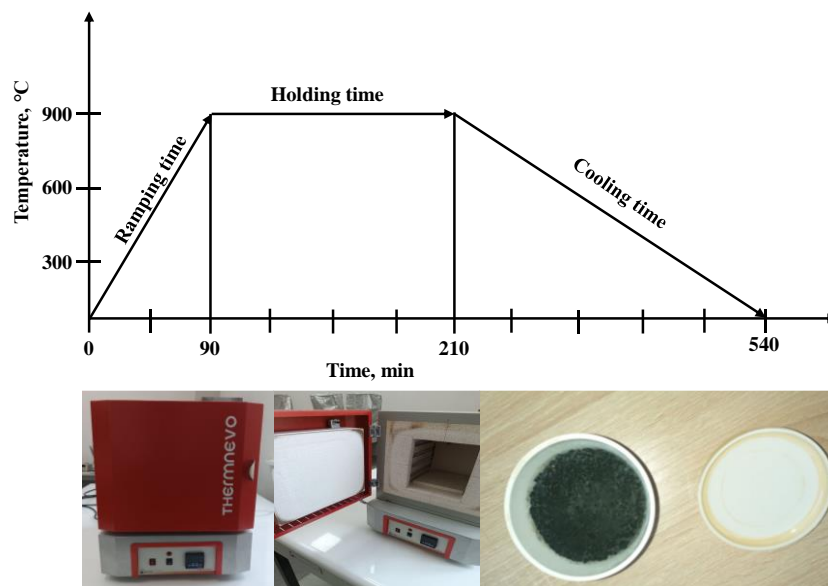 Temperature, °C
900
600
300
Ramping time
Holding time
Cooling time
0
90
210
540
Time, min
THERMNEVO